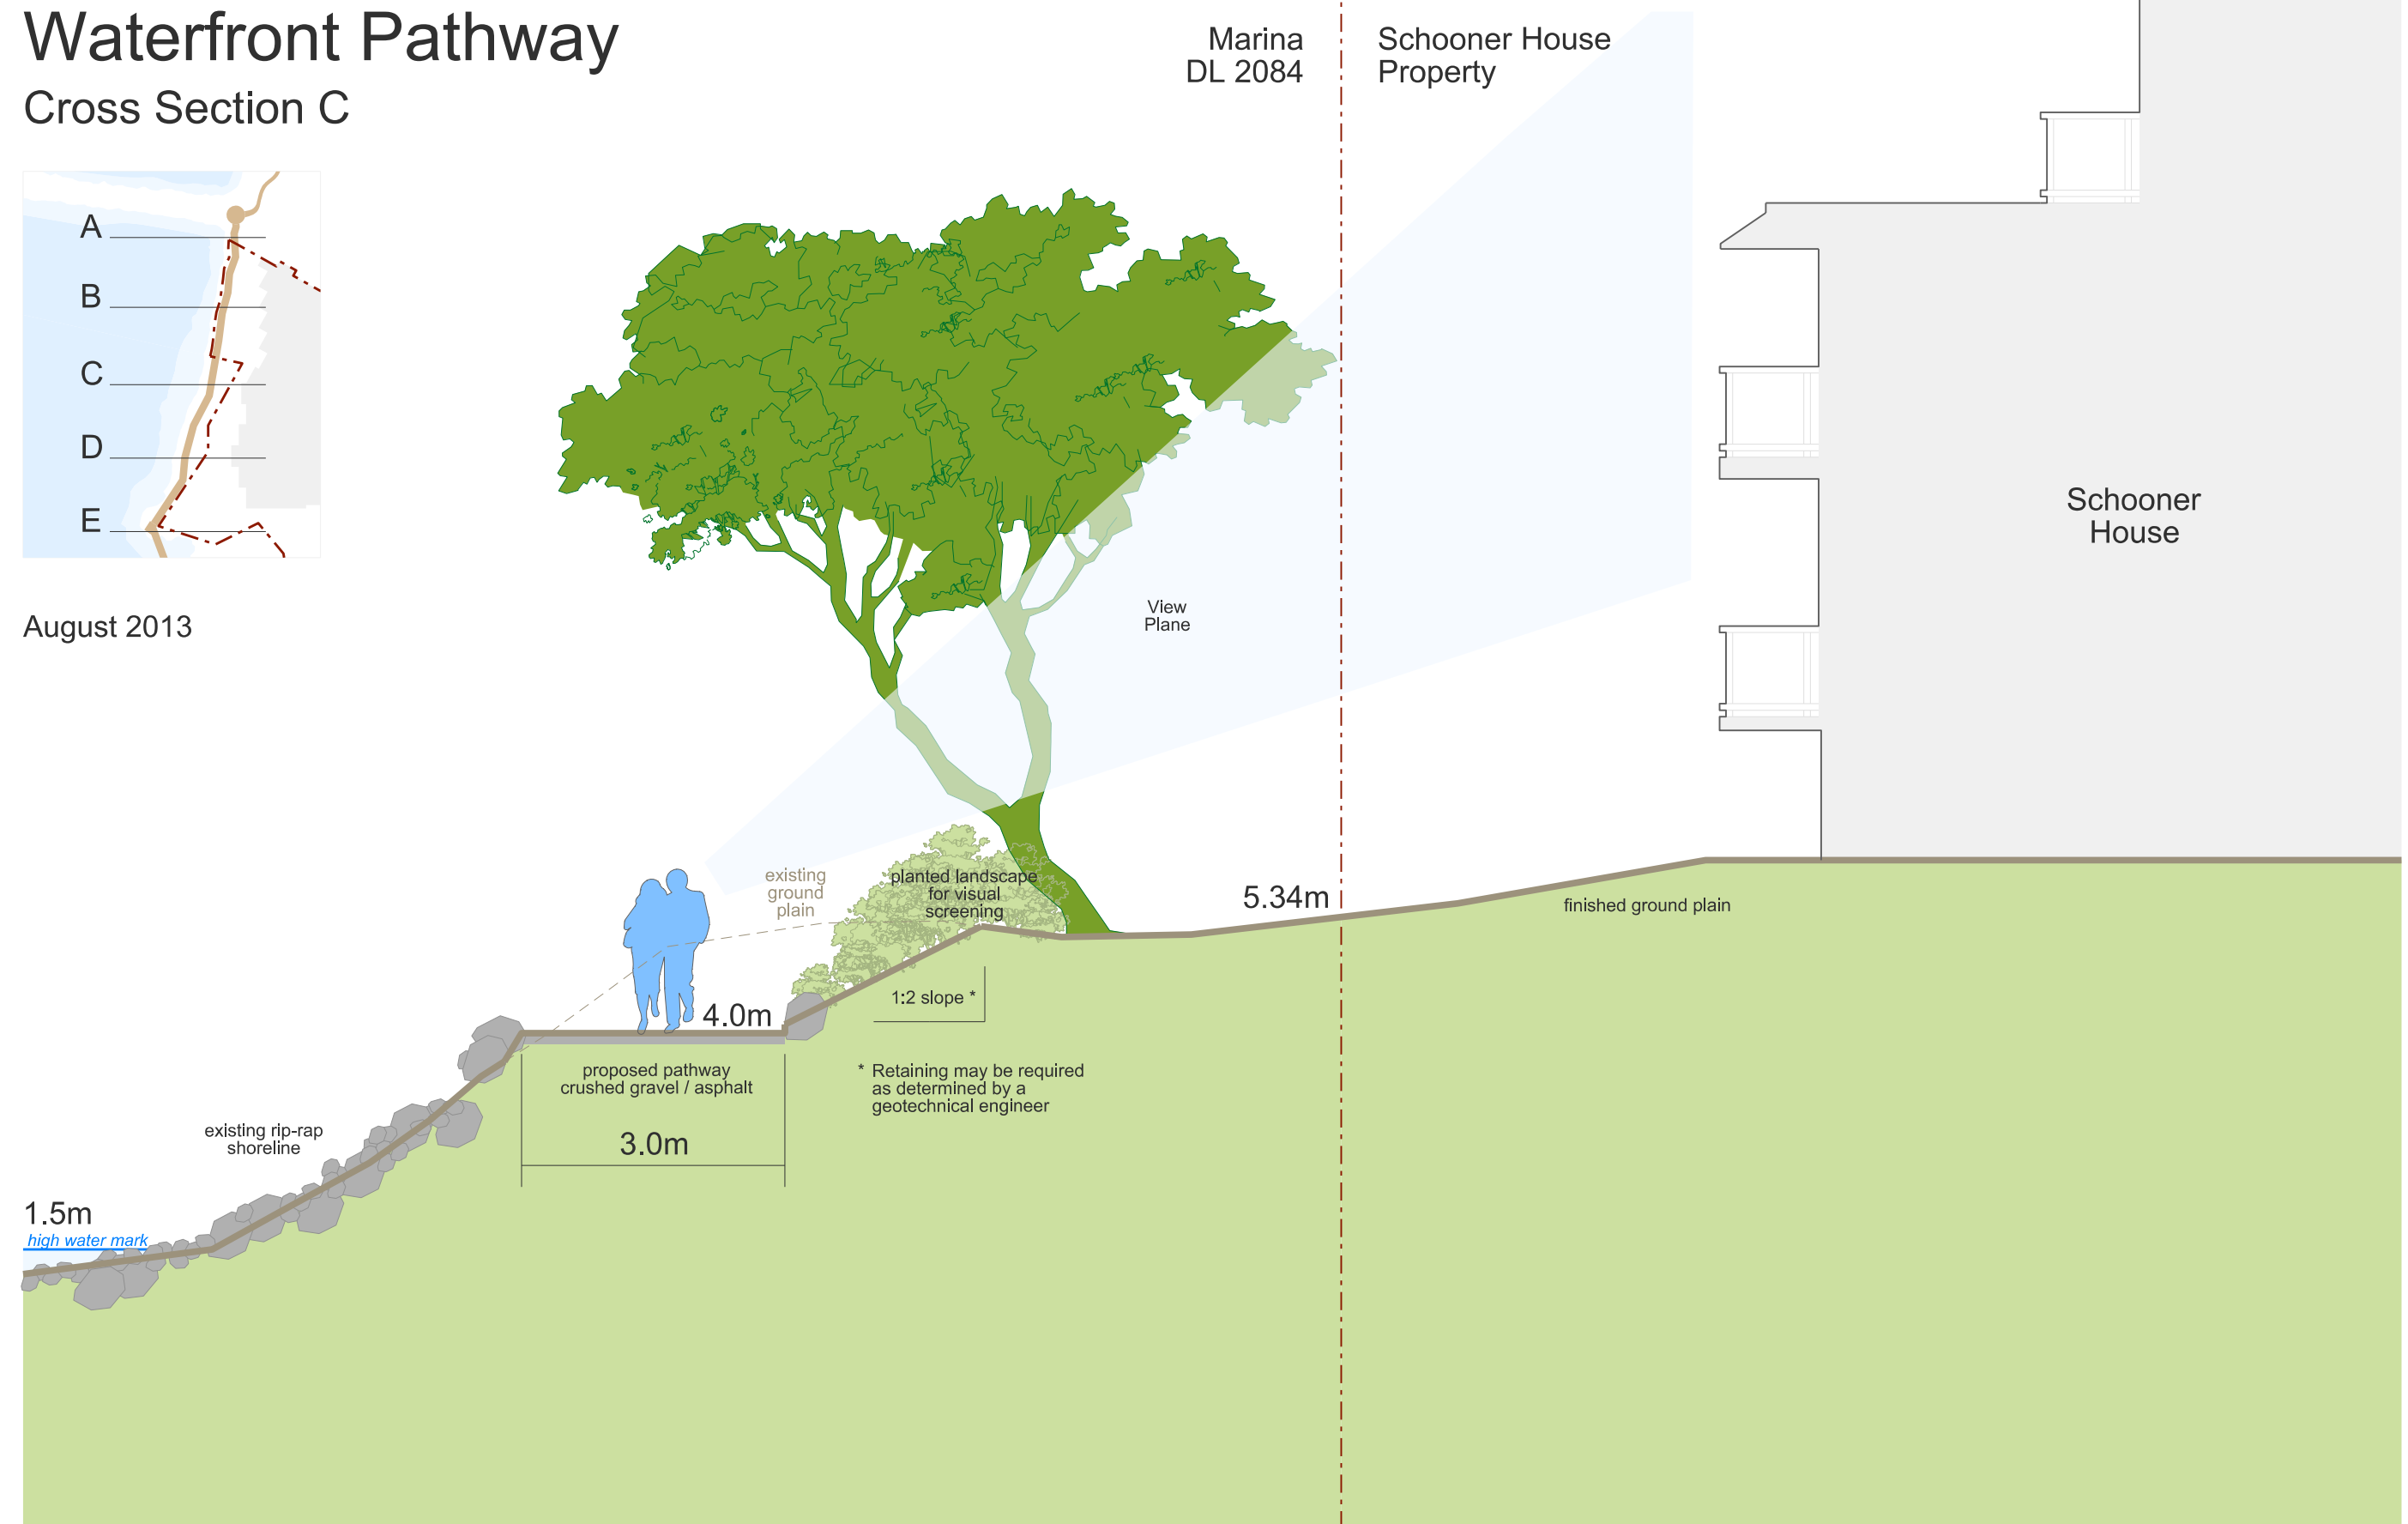 Waterfront Pathway
Cross Section C
A
B
C
D
E
August 2013
Marina
DL 2084
Schooner House
Property
Schooner
House
View
Plane
existing
ground
plain
planted landscape
for visual
screening
5.34m
finished ground plain
4.0m
1:2 slope *
proposed pathway
crushed gravel / asphalt
3.0m
* Retaining may be required
as determined by a
geotechnical engineer
existing rip-rap
shoreline
1.5m
high water mark